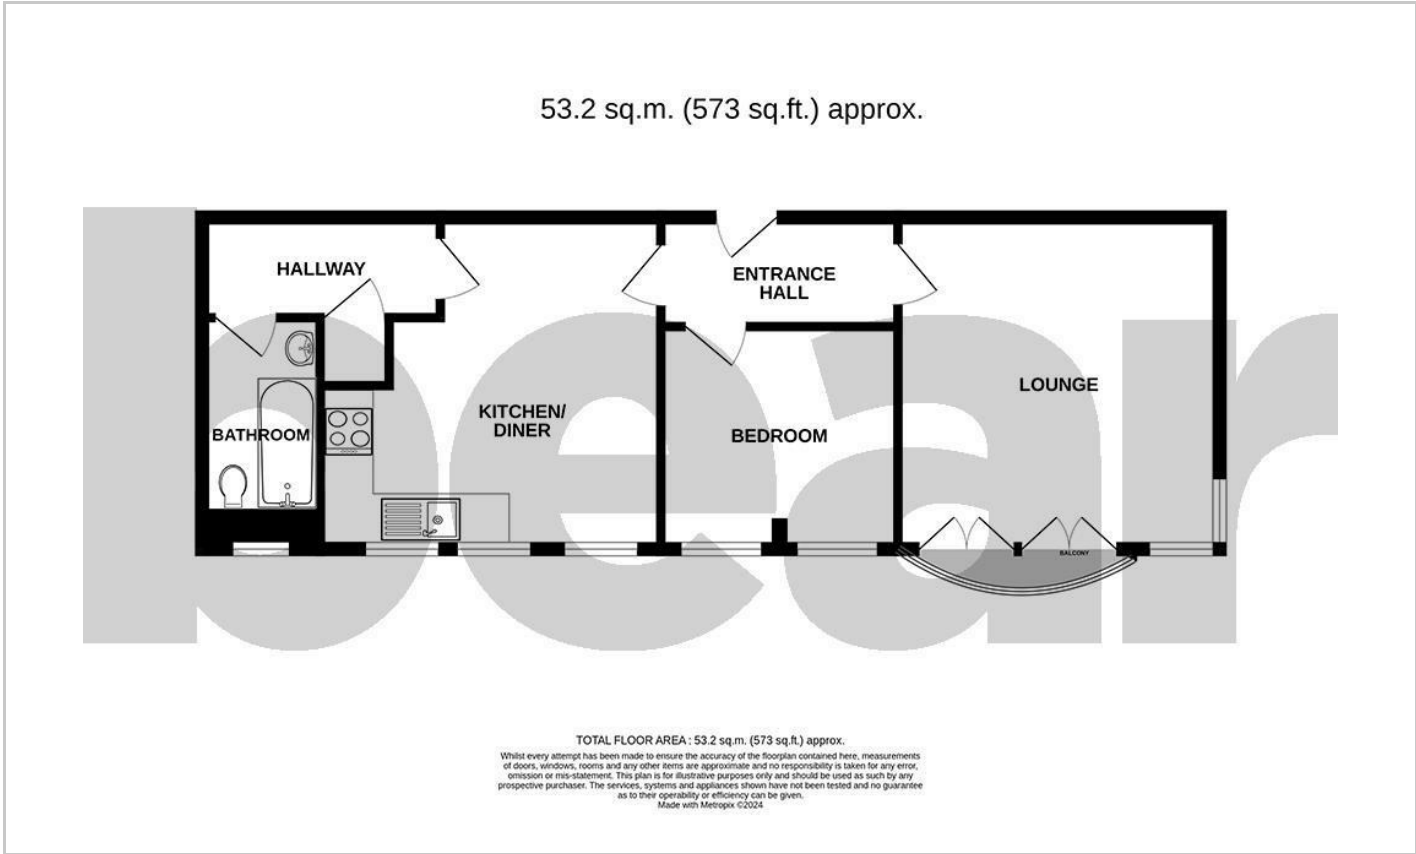 53.2 sq.m. (573 sq.ft.) approx.
HALLWAY
ENTRANCE
HALL
LOUNGE
KITCHEN/
DINER
BATHROOM
BEDROOM
BALCONY
bear
TOTAL FLOOR AREA : 53.2 sq.m. (573 sq.ft.) approx.
Whilst every attempt has been made to ensure the accuracy of the floorplan contained here, measurements
of doors, windows, rooms and any other items are approximate and no responsibility is taken for any error,
omission or mis-statement. This plan is for illustrative purposes only and should be used as such by any
prospective purchaser. The services, systems and appliances shown have not been tested and no guarantee
as to their operability or efficiency can be given.
Made with Metropix ©2024